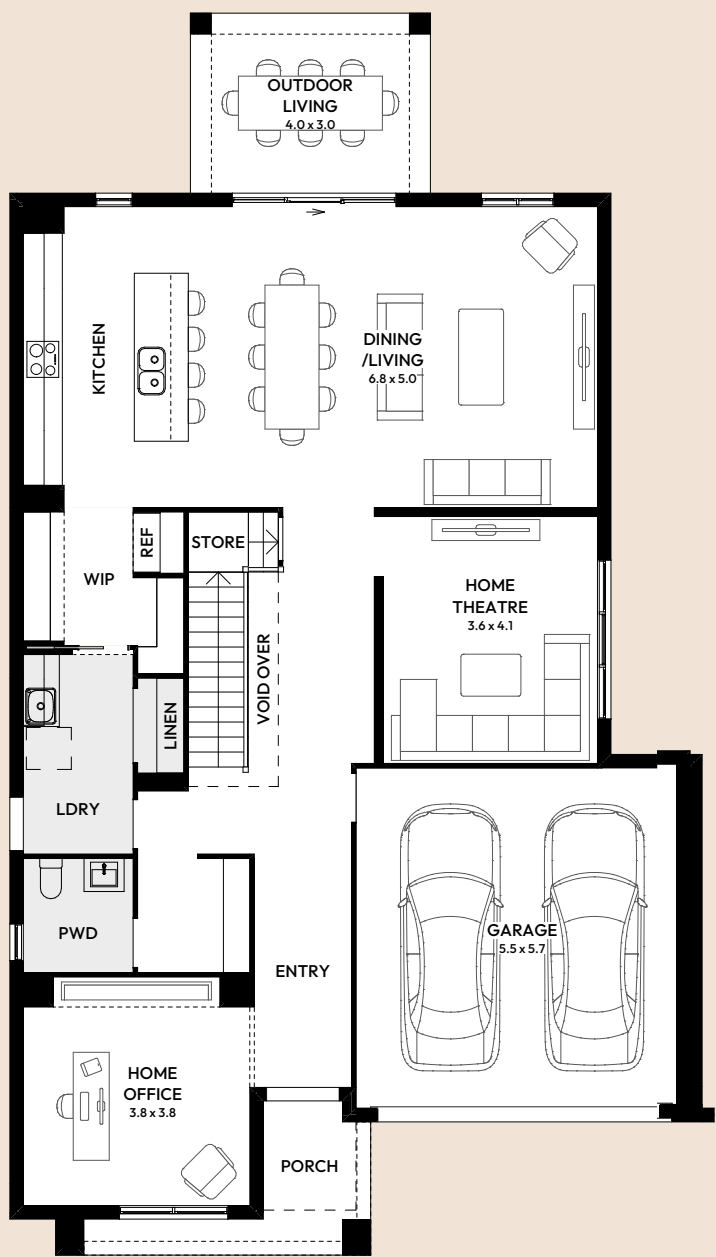 OUTDOOR
LIVING
4.0 x 3.0
KITCHEN
DINING
/LIVING
6.8 x 5.0
REF
STORE
WIP
HOME
THEATRE
3.6 x 4.1
VOID OVER
LINEN
LDRY
PWD
GARAGE
5.5 x 5.7
ENTRY
HOME
OFFICE
3.8 x 3.8
PORCH